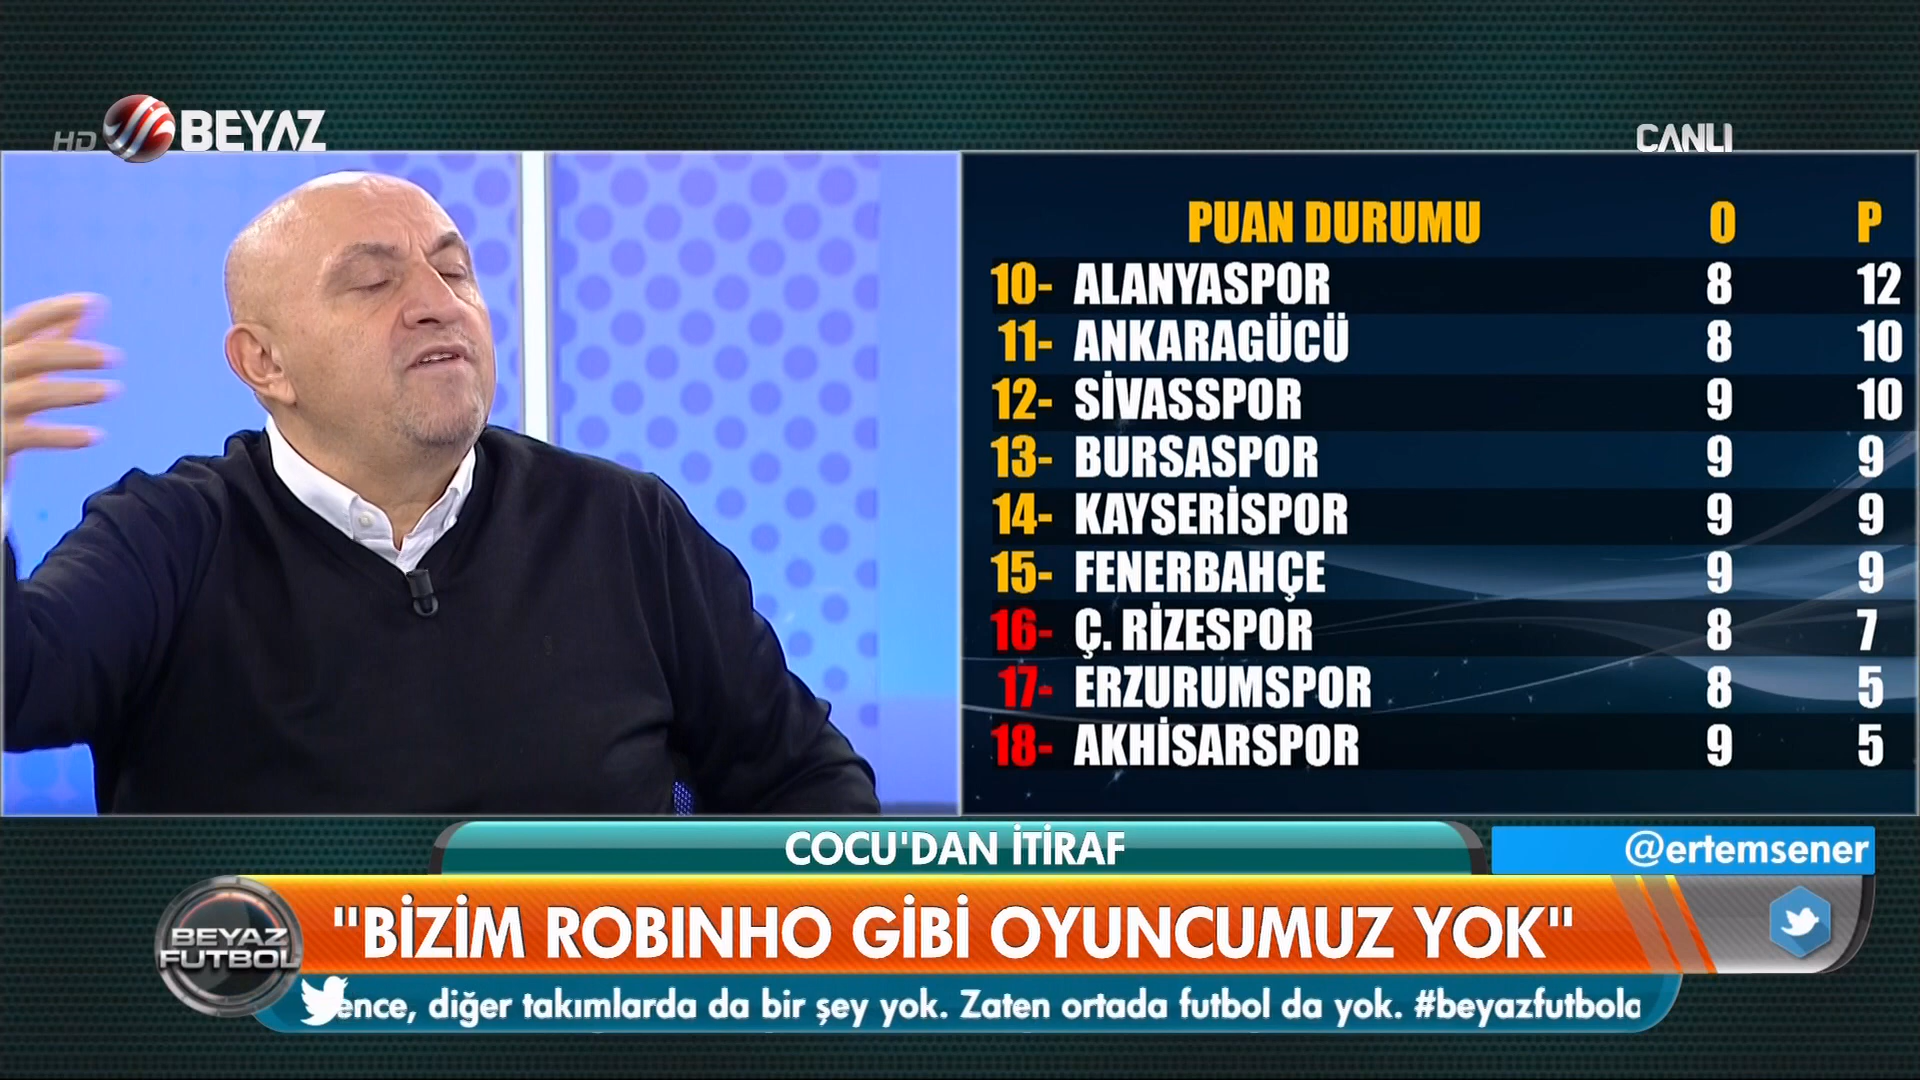 HD BEYAZ
CANLI
PUAN DURUMU O P
10- ALANYASPOR 8 12
11- ANKARAGÜCÜ 8 10
12- SİVASSPOR 9 10
13- BURSASPOR 9 9
14- KAYSERİSPOR 9 9
15- FENERBAHÇE 9 9
16- Ç. RİZESPOR 8 7
17- ERZURUMSPOR 8 5
18- AKHİSARSPOR 9 5
COCU'DAN İTİRAF
@ertemsener
BEYAZ FUTBOL
"BİZİM ROBINHO GİBİ OYUNCUMUZ YOK"
ence, diğer takımlarda da bir şey yok. Zaten ortada futbol da yok. #beyazfutbola